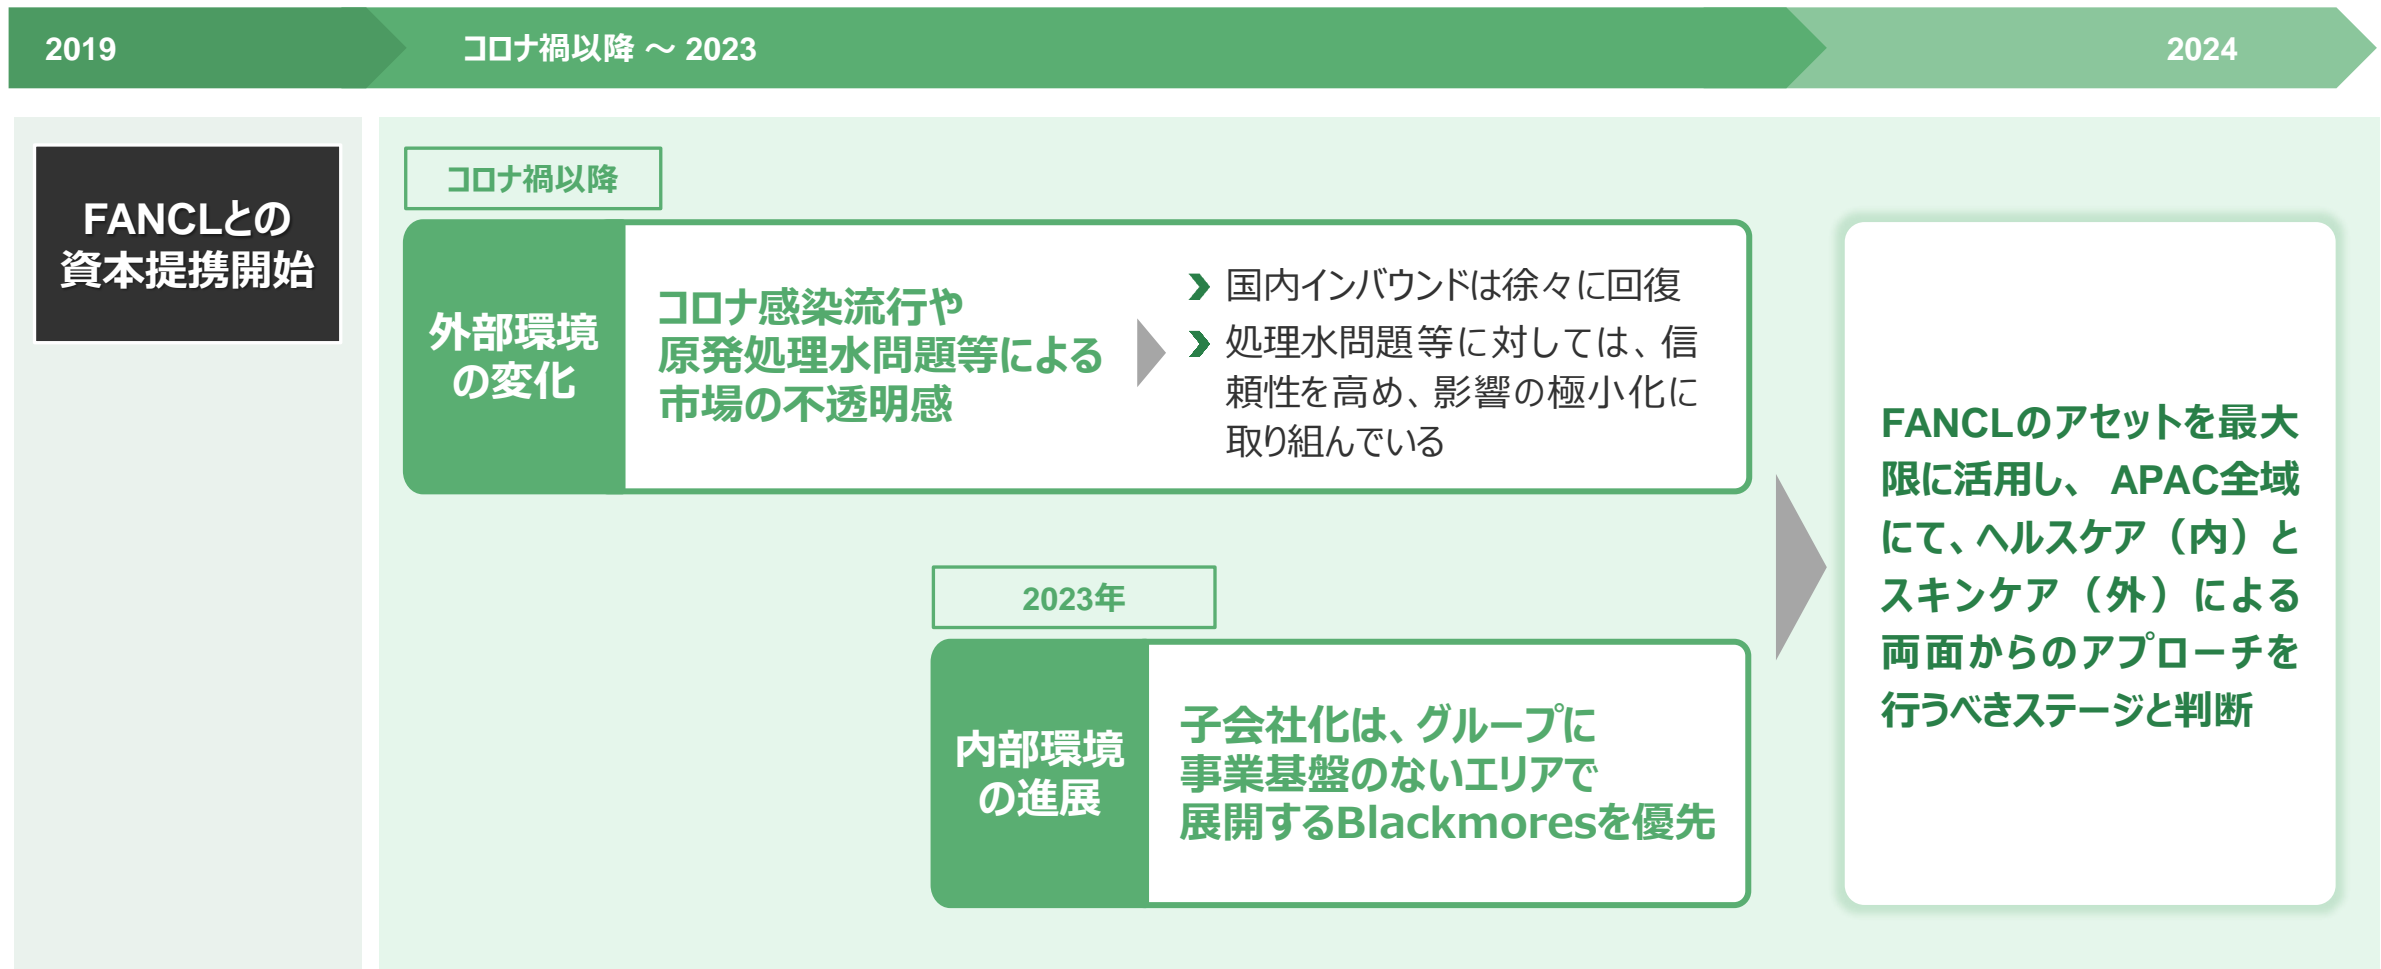 2019
コロナ禍以降 ～ 2023
2024
FANCLとの
資本提携開始
コロナ禍以降
外部環境
の変化
コロナ感染流行や
原発処理水問題等による
市場の不透明感
国内インバウンドは徐々に回復
処理水問題等に対しては、信
頼性を高め、影響の極小化に
取り組んでいる
2023年
内部環境
の進展
子会社化は、グループに
事業基盤のないエリアで
展開するBlackmoresを優先
FANCLのアセットを最大
限に活用し、 APAC全域
にて、ヘルスケア（内）と
スキンケア（外）による
両面からのアプローチを
行うべきステージと判断